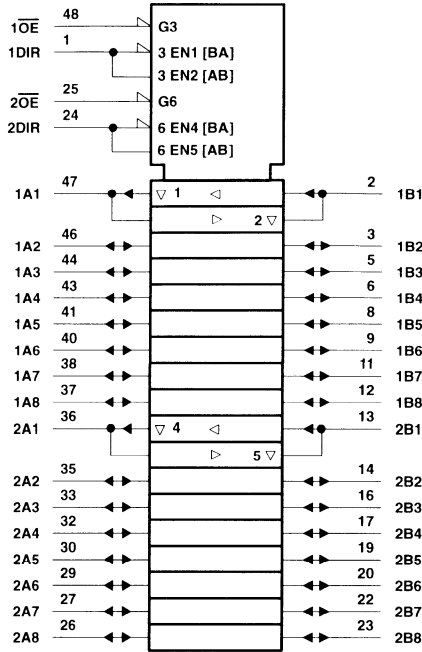 48
1O̅E̅ G3
1
1DIR 3 EN1 [BA]
3 EN2 [AB]
25
2O̅E̅ G6
24
2DIR 6 EN4 [BA]
6 EN5 [AB]
47 2
1A1 ▽ 1 ◁ 1B1
▷ 2 ▽
46 3
1A2 1B2
44 5
1A3 1B3
43 6
1A4 1B4
41 8
1A5 1B5
40 9
1A6 1B6
38 11
1A7 1B7
37 12
1A8 1B8
36 13
2A1 ▽ 4 ◁ 2B1
▷ 5 ▽
35 14
2A2 2B2
33 16
2A3 2B3
32 17
2A4 2B4
30 19
2A5 2B5
29 20
2A6 2B6
27 22
2A7 2B7
26 23
2A8 2B8